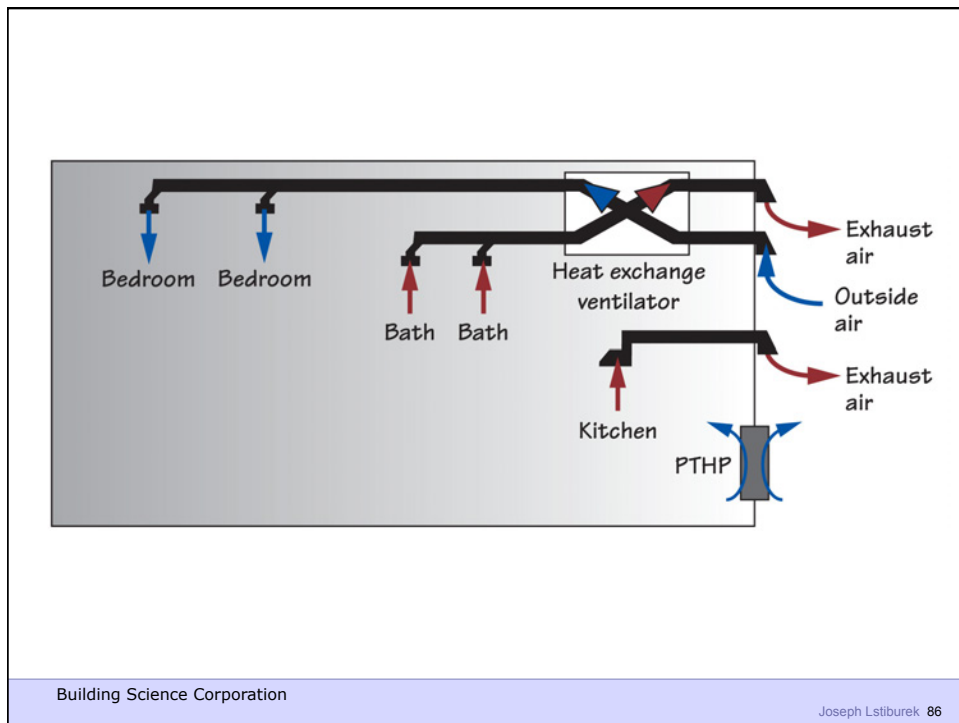 Bedroom
Bedroom
Bath
Bath
Heat exchange
ventilator
Exhaust
air
Outside
air
Kitchen
Exhaust
air
PTHP
Building Science Corporation
Joseph Lstiburek 86